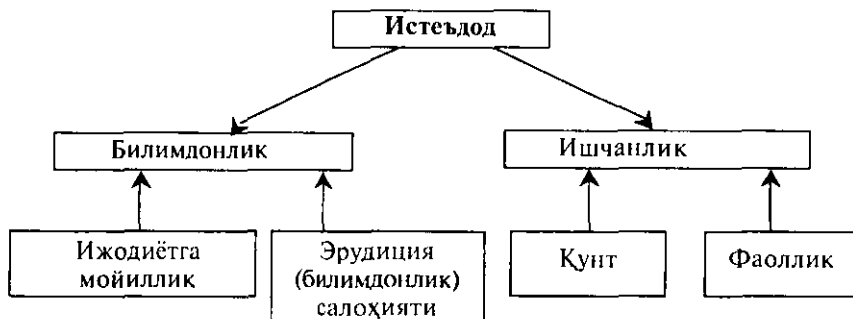 Истеъдод
Билимдонлик
Ишчанлик
Ижодиётга
мойиллик
Эрудиция
(билимдонлик)
салоҳияти
Қунт
Фаоллик